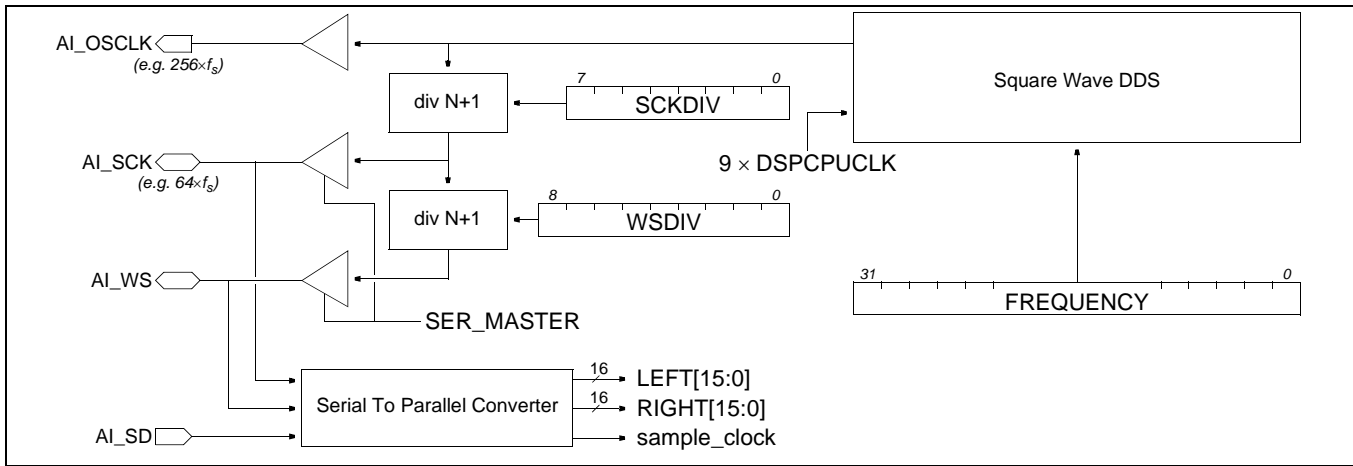 AI_OSCLK
(e.g. 256×fs)
7 0
div N+1
SCKDIV
Square Wave DDS
AI_SCK
(e.g. 64×fs)
9 × DSPCPUCLK
8 0
div N+1
WSDIV
AI_WS
31 0
FREQUENCY
SER_MASTER
16
LEFT[15:0]
Serial To Parallel Converter
16
RIGHT[15:0]
AI_SD
sample_clock